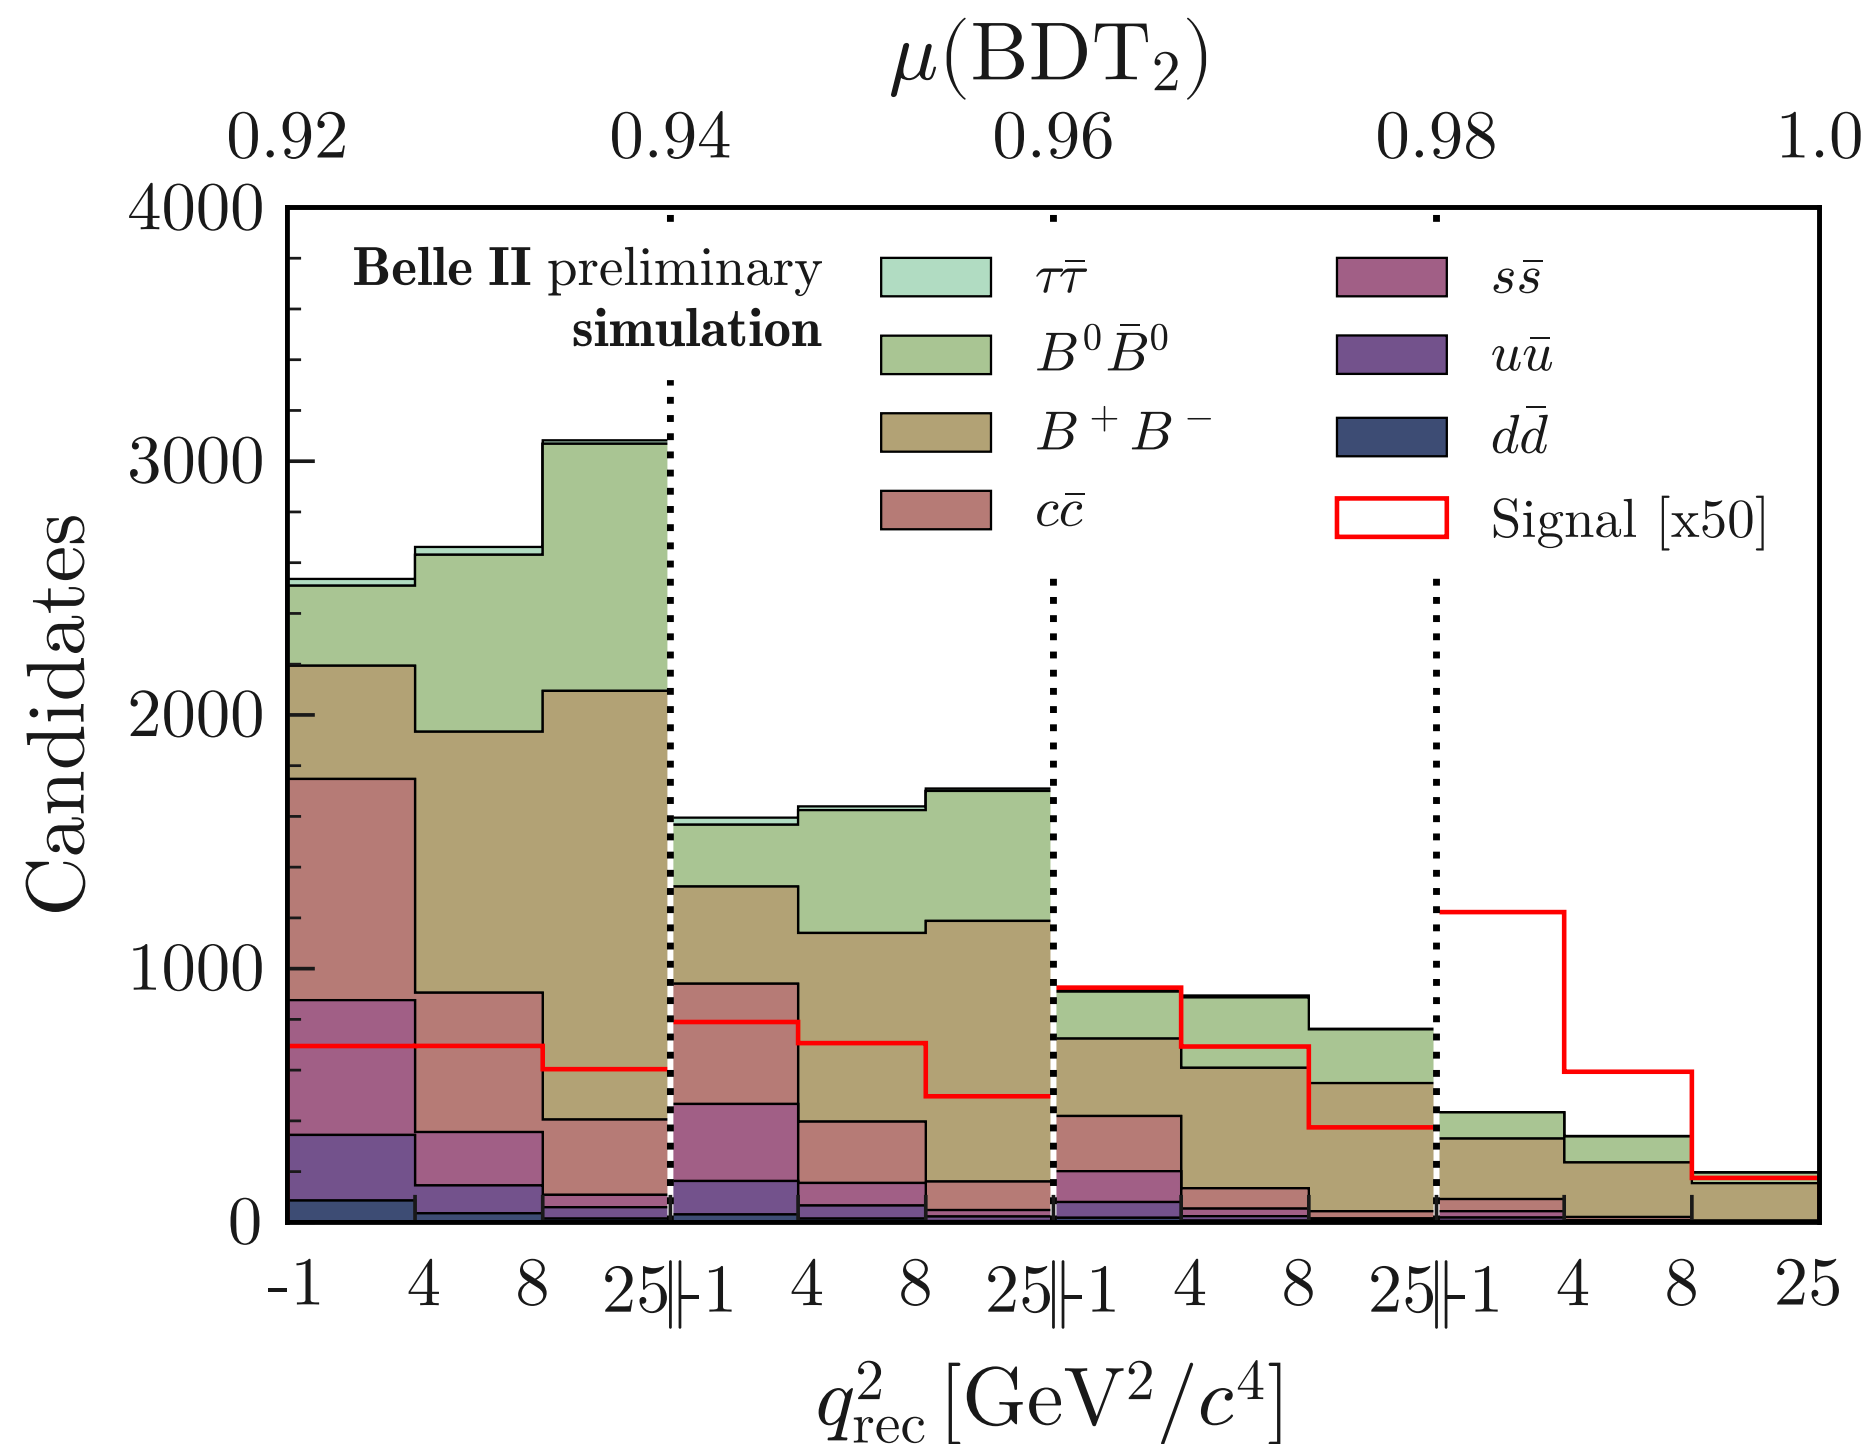 μ(BDT₂)
0.92 0.94 0.96 0.98 1.0
4000
3000
2000
1000
0
Candidates
Belle II preliminary
simulation
ττ̄
B⁰B̄⁰
B⁺B⁻
cc̄
ss̄
uū
dd̄
Signal [x50]
-1 4 8 25||-1 4 8 25||-1 4 8 25||-1 4 8 25
q²rec [GeV²/c⁴]